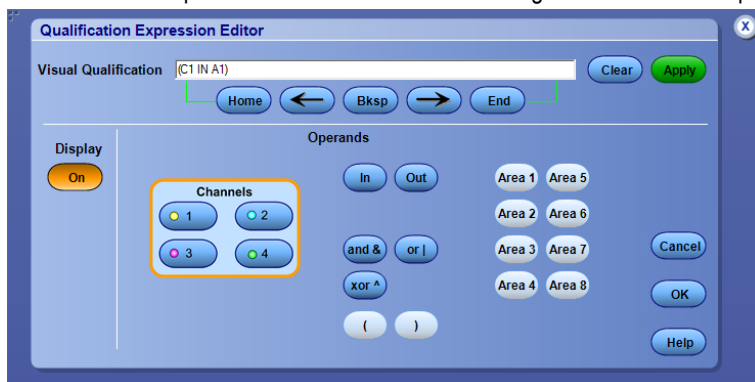 Qualification Expression Editor
X
Visual Qualification (C1 IN A1) Clear Apply
Home Bksp End
Display
On
Operands
Channels
1 2
3 4
In Out
and & or |
xor ^
( )
Area 1 Area 5
Area 2 Area 6
Area 3 Area 7
Area 4 Area 8
Cancel
OK
Help